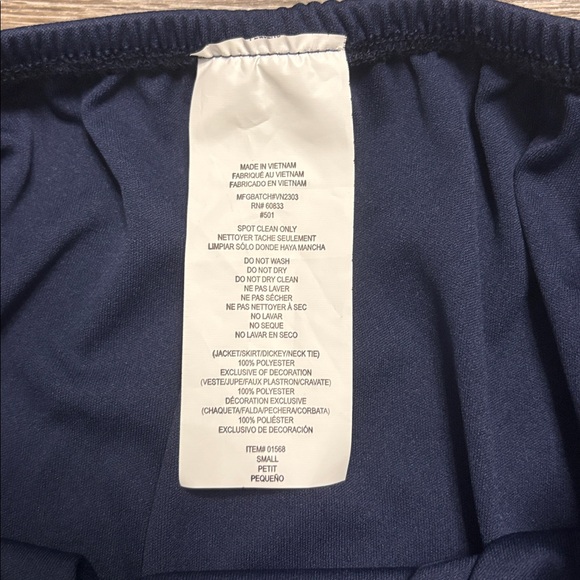 MADE IN VIETNAM
FABRIQUÉ AU VIETNAM
FABRICADO EN VIETNAM
MFGBATCH#VN2303
RN# 60833
#501
SPOT CLEAN ONLY
NETTOYER TACHE SEULEMENT
LIMPIAR SÓLO DONDE HAYA MANCHA
DO NOT WASH
DO NOT DRY
DO NOT DRY CLEAN
NE PAS LAVER
NE PAS SÉCHER
NE PAS NETTOYER À SEC
NO LAVAR
NO SEQUE
NO LAVAR EN SECO
(JACKET/SKIRT/DICKEY/NECK TIE)
100% POLYESTER
EXCLUSIVE OF DECORATION
(VESTE/JUPE/FAUX PLASTRON/CRAVATE)
100% POLYESTER
DÉCORATION EXCLUSIVE
(CHAQUETA/FALDA/PECHERA/CORBATA)
100% POLIÉSTER
EXCLUSIVO DE DECORACIÓN
ITEM# 01568
SMALL
PETIT
PEQUEÑO